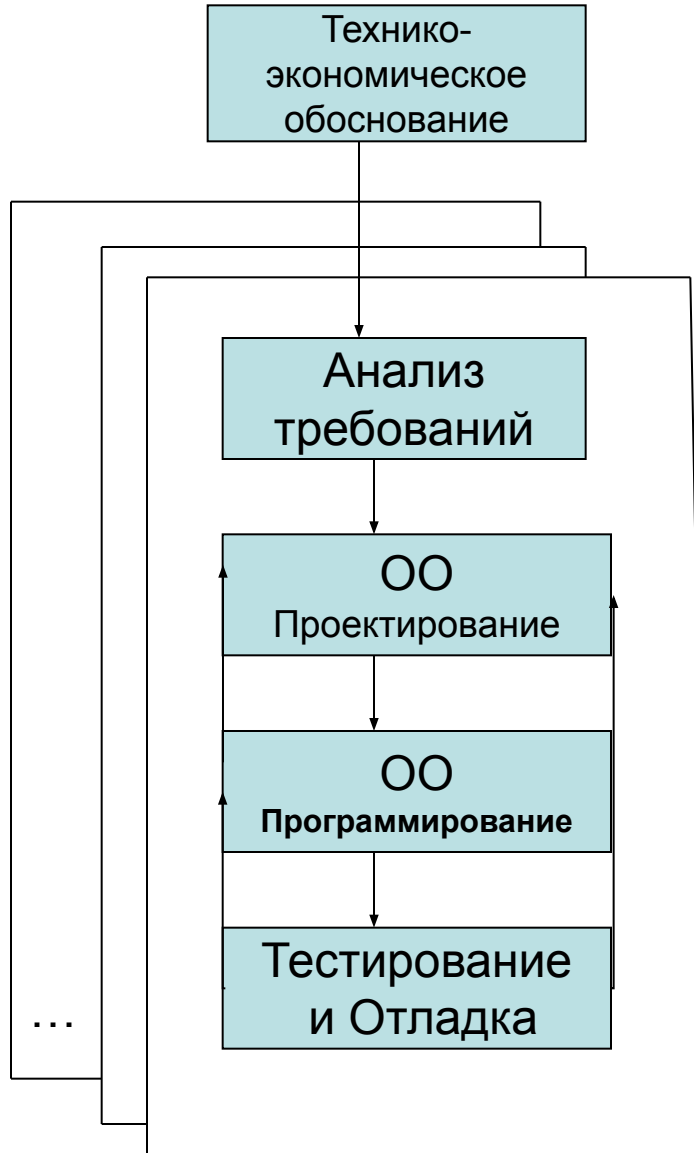 Технико-
экономическое
обоснование
Анализ
требований
ОО
Проектирование
ОО
Программирование
Тестирование
и Отладка
...